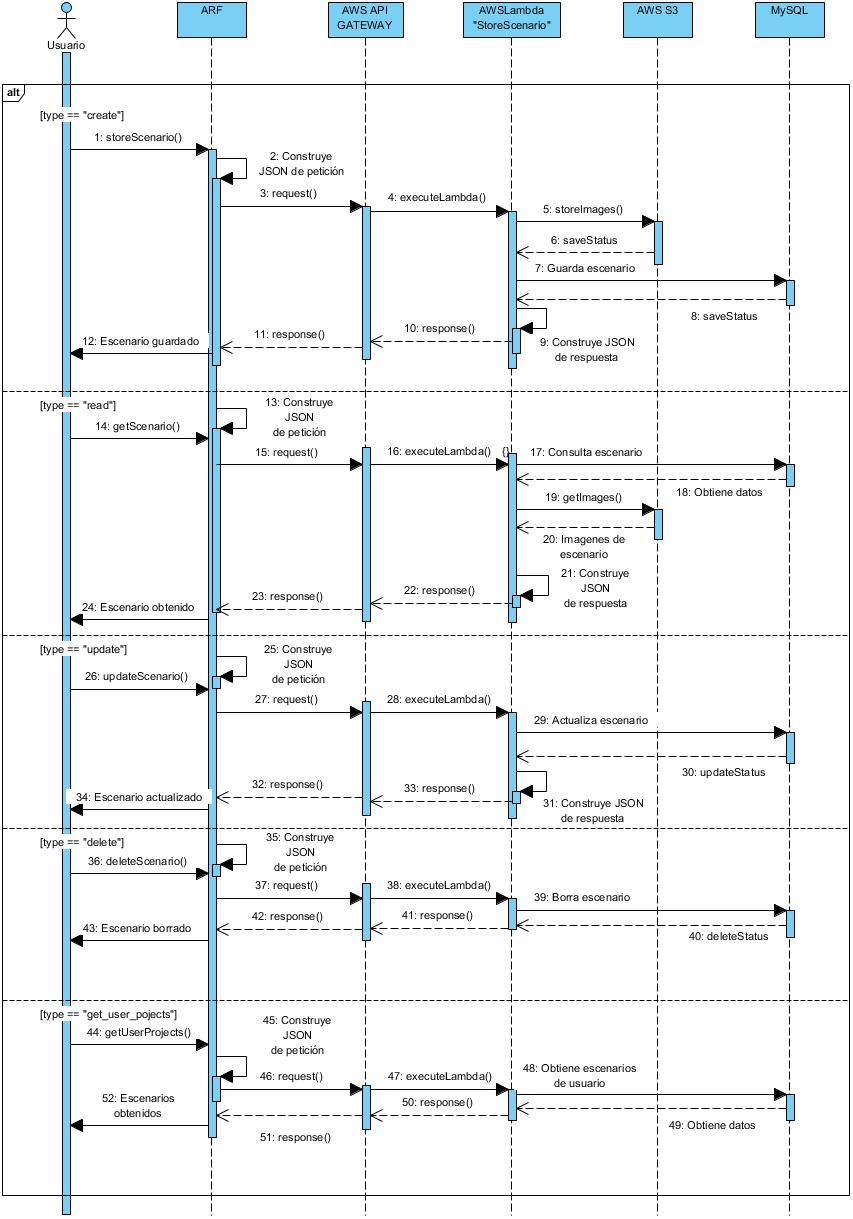 Usuario
ARF
AWS API
GATEWAY
AWSLambda
"StoreScenario"
AWS S3
MySQL
alt
[type == "create"]
1: storeScenario()
2: Construye
JSON de petición
3: request()
4: executeLambda()
5: storeImages()
6: saveStatus
7: Guarda escenario
8: saveStatus
9: Construye JSON
de respuesta
10: response()
11: response()
12: Escenario guardado
[type == "read"]
13: Construye
JSON
de petición
14: getScenario()
15: request()
16: executeLambda()
{}
17: Consulta escenario
18: Obtiene datos
19: getImages()
20: Imagenes de
escenario
21: Construye
JSON
de respuesta
22: response()
23: response()
24: Escenario obtenido
[type == "update"]
25: Construye
JSON
de petición
26: updateScenario()
27: request()
28: executeLambda()
29: Actualiza escenario
30: updateStatus
31: Construye JSON
de respuesta
32: response()
33: response()
34: Escenario actualizado
[type == "delete"]
35: Construye
JSON
de petición
36: deleteScenario()
37: request()
38: executeLambda()
39: Borra escenario
40: deleteStatus
41: response()
42: response()
43: Escenario borrado
[type == "get_user_pojects"]
44: getUserProjects()
45: Construye
JSON
de petición
46: request()
47: executeLambda()
48: Obtiene escenarios
de usuario
49: Obtiene datos
50: response()
51: response()
52: Escenarios
obtenidos